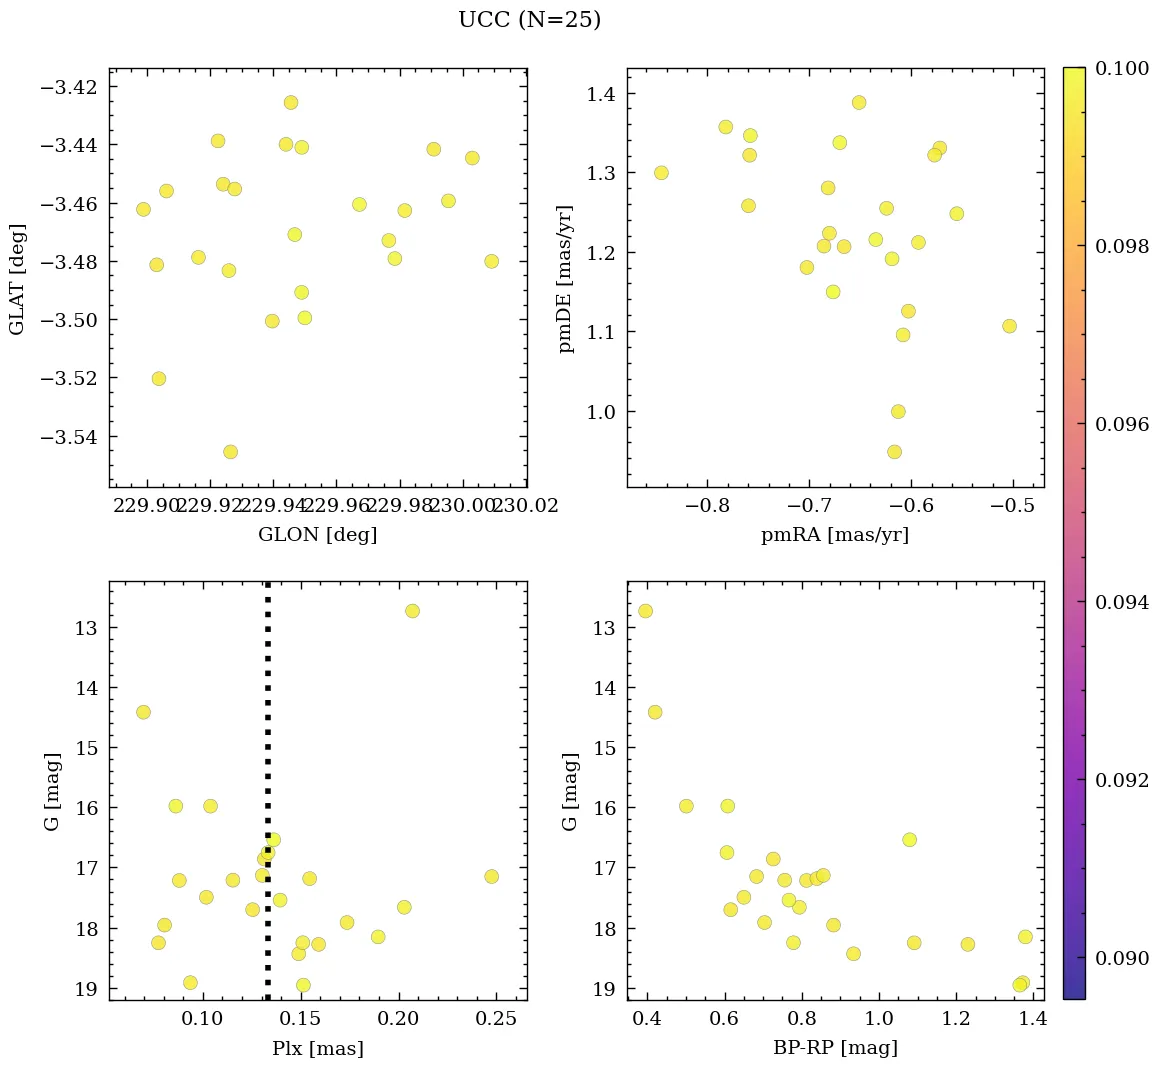 UCC (N=25)
−3.42
−3.44
−3.46
−3.48
−3.50
−3.52
−3.54
GLAT [deg]
229.90 229.92 229.94 229.96 229.98 230.00 230.02
GLON [deg]
1.4
1.3
1.2
1.1
1.0
pmDE [mas/yr]
−0.8 −0.7 −0.6 −0.5
pmRA [mas/yr]
13
14
15
16
17
18
19
G [mag]
0.10 0.15 0.20 0.25
Plx [mas]
13
14
15
16
17
18
19
G [mag]
0.4 0.6 0.8 1.0 1.2 1.4
BP-RP [mag]
0.100
0.098
0.096
0.094
0.092
0.090